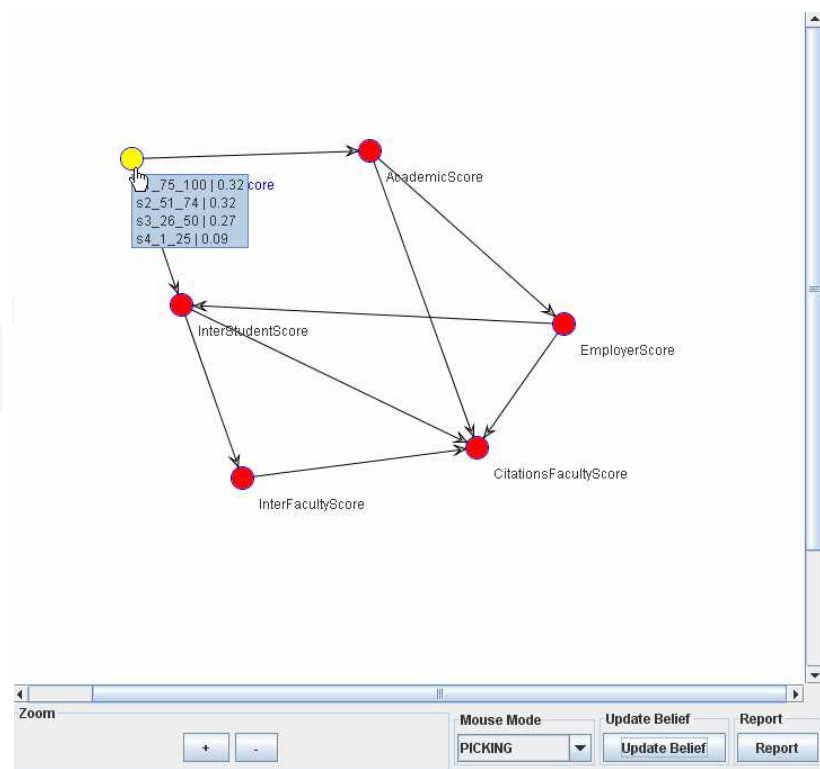 AcademicScore
_75_100 | 0.32 core
s2_51_74 | 0.32
s3_26_50 | 0.27
s4_1_25 | 0.09
InterStudentScore
EmployerScore
CitationsFacultyScore
InterFacultyScore
Zoom
Mouse Mode
Update Belief
Report
+
-
PICKING
Update Belief
Report